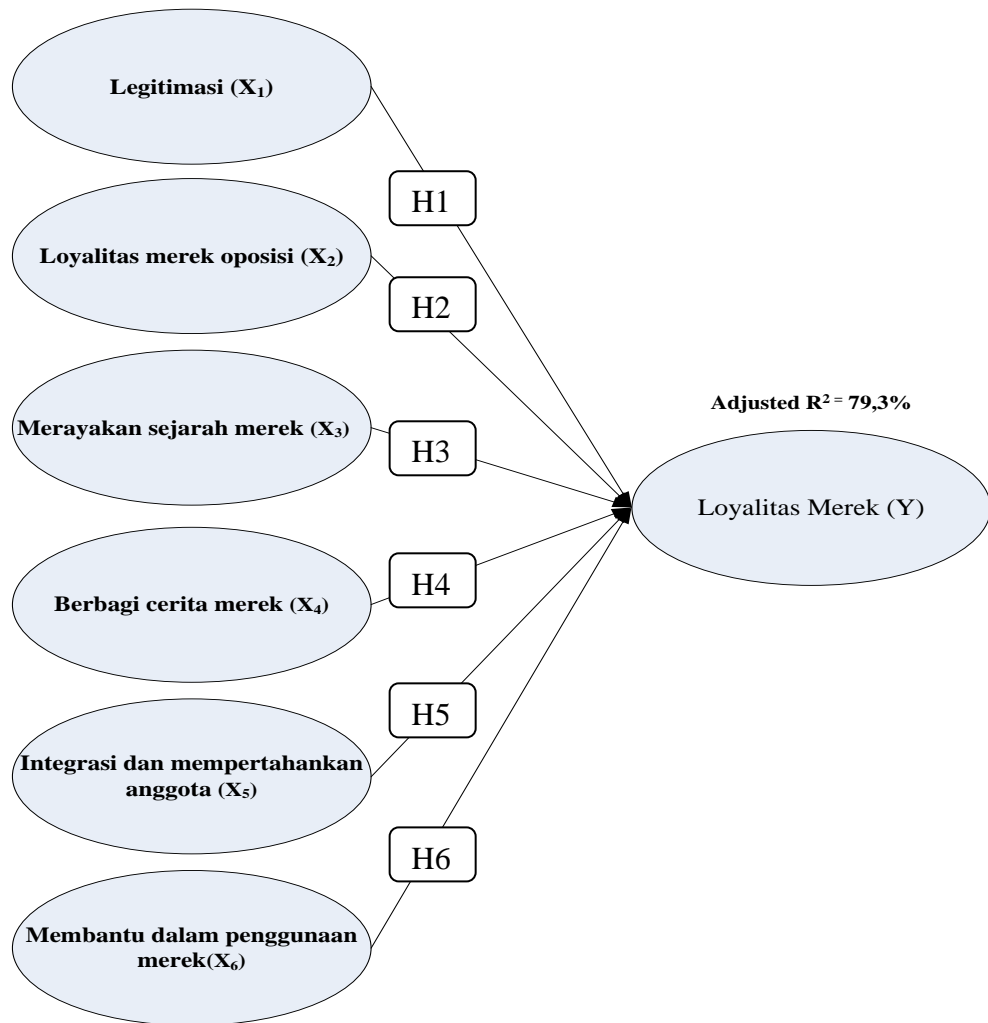 Legitimasi (X₁)
H1
Loyalitas merek oposisi (X₂)
H2
Merayakan sejarah merek (X₃)
H3
Adjusted R² = 79,3%
Loyalitas Merek (Y)
Berbagi cerita merek (X₄)
H4
Integrasi dan mempertahankan
anggota (X₅)
H5
Membantu dalam penggunaan
merek(X₆)
H6